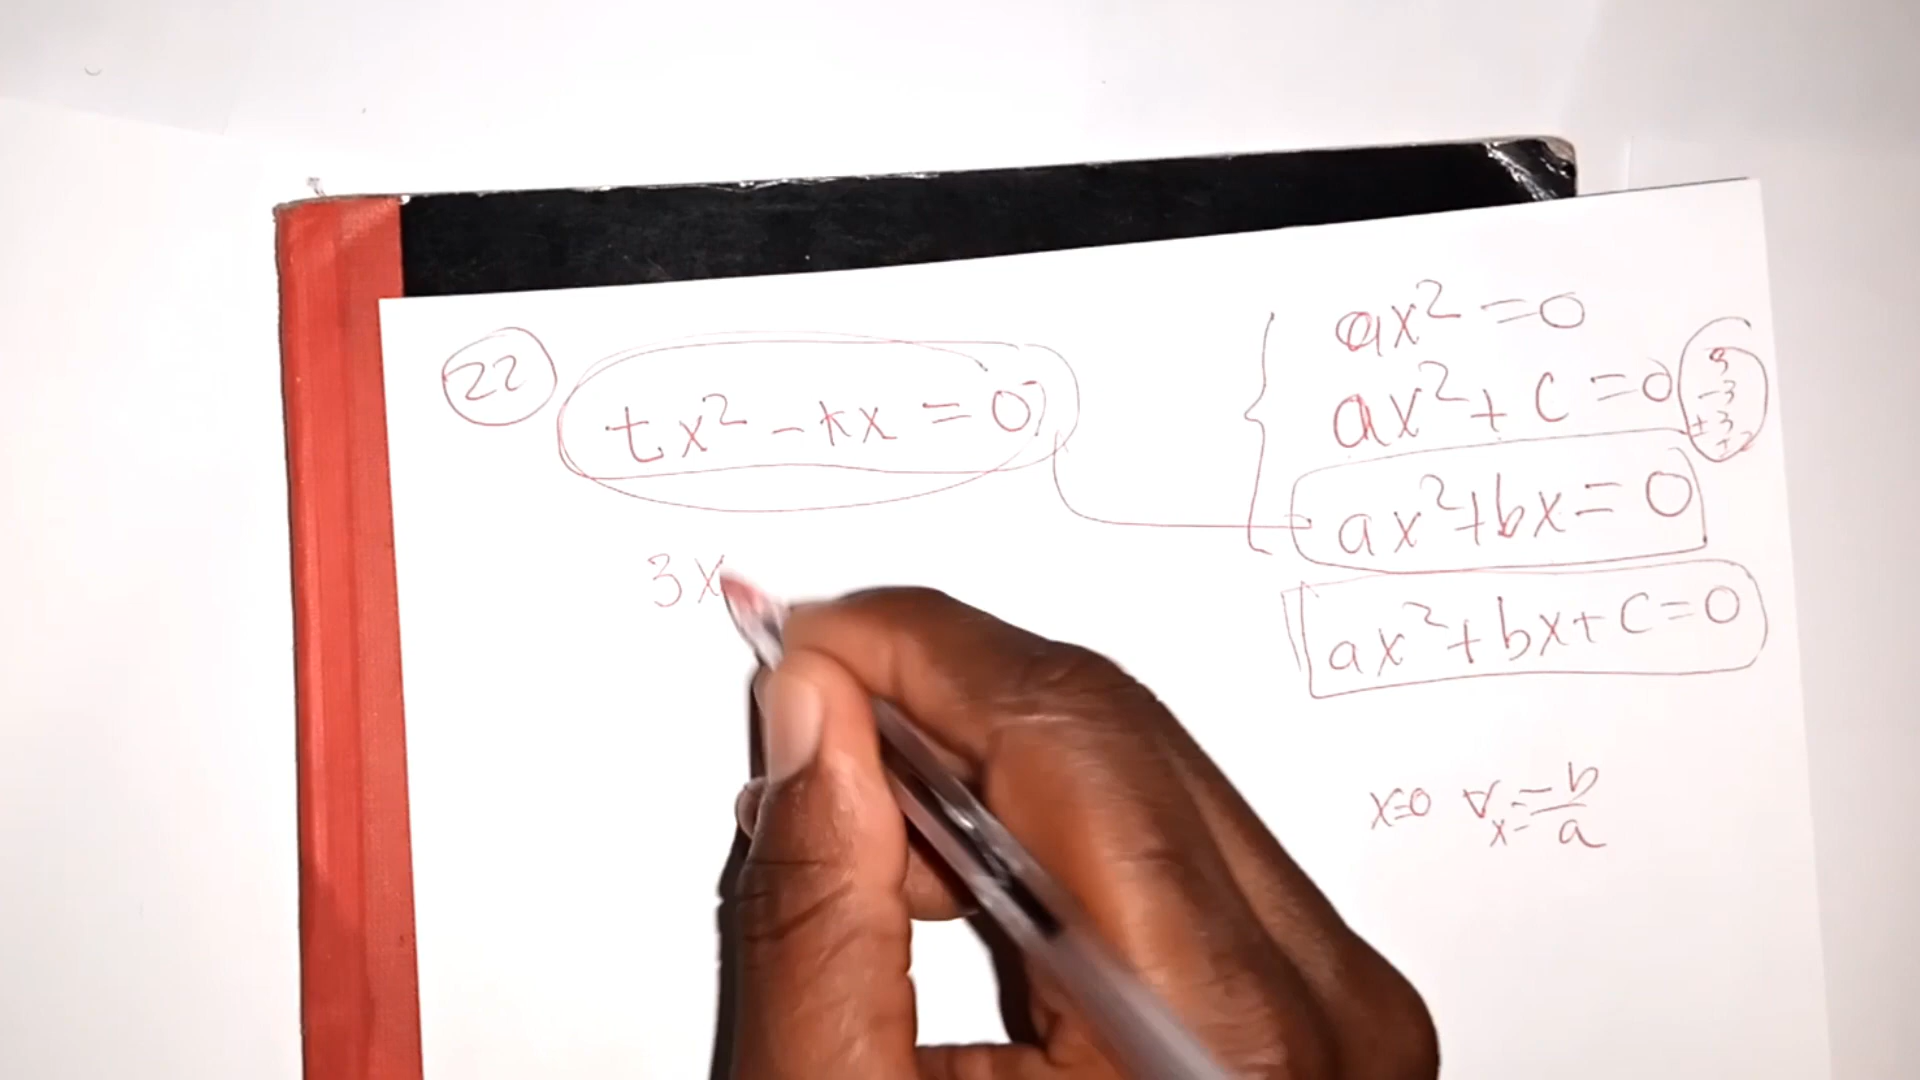 22
tx² - kx = 0
3x
ax² = 0
ax² + c = 0
ax² + bx = 0
ax² + bx + c = 0
x=0 ∨ x = -b/a